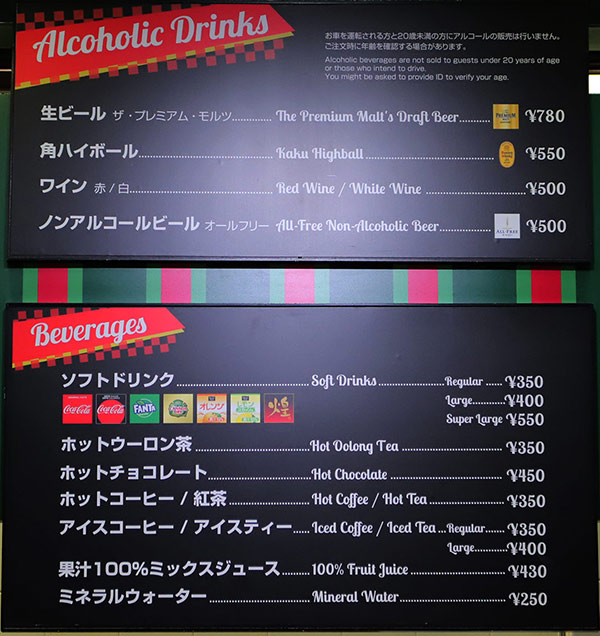 Alcoholic Drinks
お車を運転される方と20歳未満の方にアルコールの販売は行いません。
ご注文時に年齢を確認する場合があります。
Alcoholic beverages are not sold to guests under 20 years of age
or those who intend to drive.
You might be asked to provide ID to verify your age.
生ビール ザ・プレミアム・モルツ............ The Premium Malt's Draft Beer.......... PREMIUM ¥780
角ハイボール.................................. Kaku Highball.............................. ¥550
ワイン 赤/白.................................. Red Wine / White Wine .................. ¥500
ノンアルコールビール オールフリー All-Free Non-Alcoholic Beer.............. ALL-FREE ¥500
Beverages
ソフトドリンク.................................. Soft Drinks .................. Regular ...... ¥350
Coca-Cola Coca-Cola FANTA オレンジ 煌 Large.......... ¥400
Super Large ¥550
ホットウーロン茶 .............................. Hot Oolong Tea .......................... ¥350
ホットチョコレート............................ Hot Chocolate ............................ ¥450
ホットコーヒー / 紅茶........................ Hot Coffee / Hot Tea .................... ¥350
アイスコーヒー / アイスティー...... Iced Coffee / Iced Tea ...Regular....... ¥350
Large.......... ¥400
果汁100%ミックスジュース.......... 100% Fruit Juice .......................... ¥430
ミネラルウォーター........................ Mineral Water.............................. ¥250